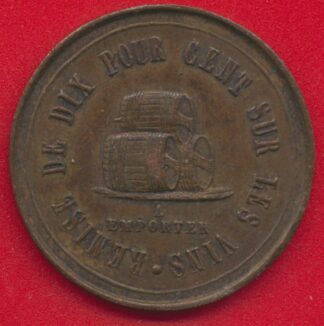 REMISE DE DIX POUR CENT SUR LES VINS
A
EMPORTER